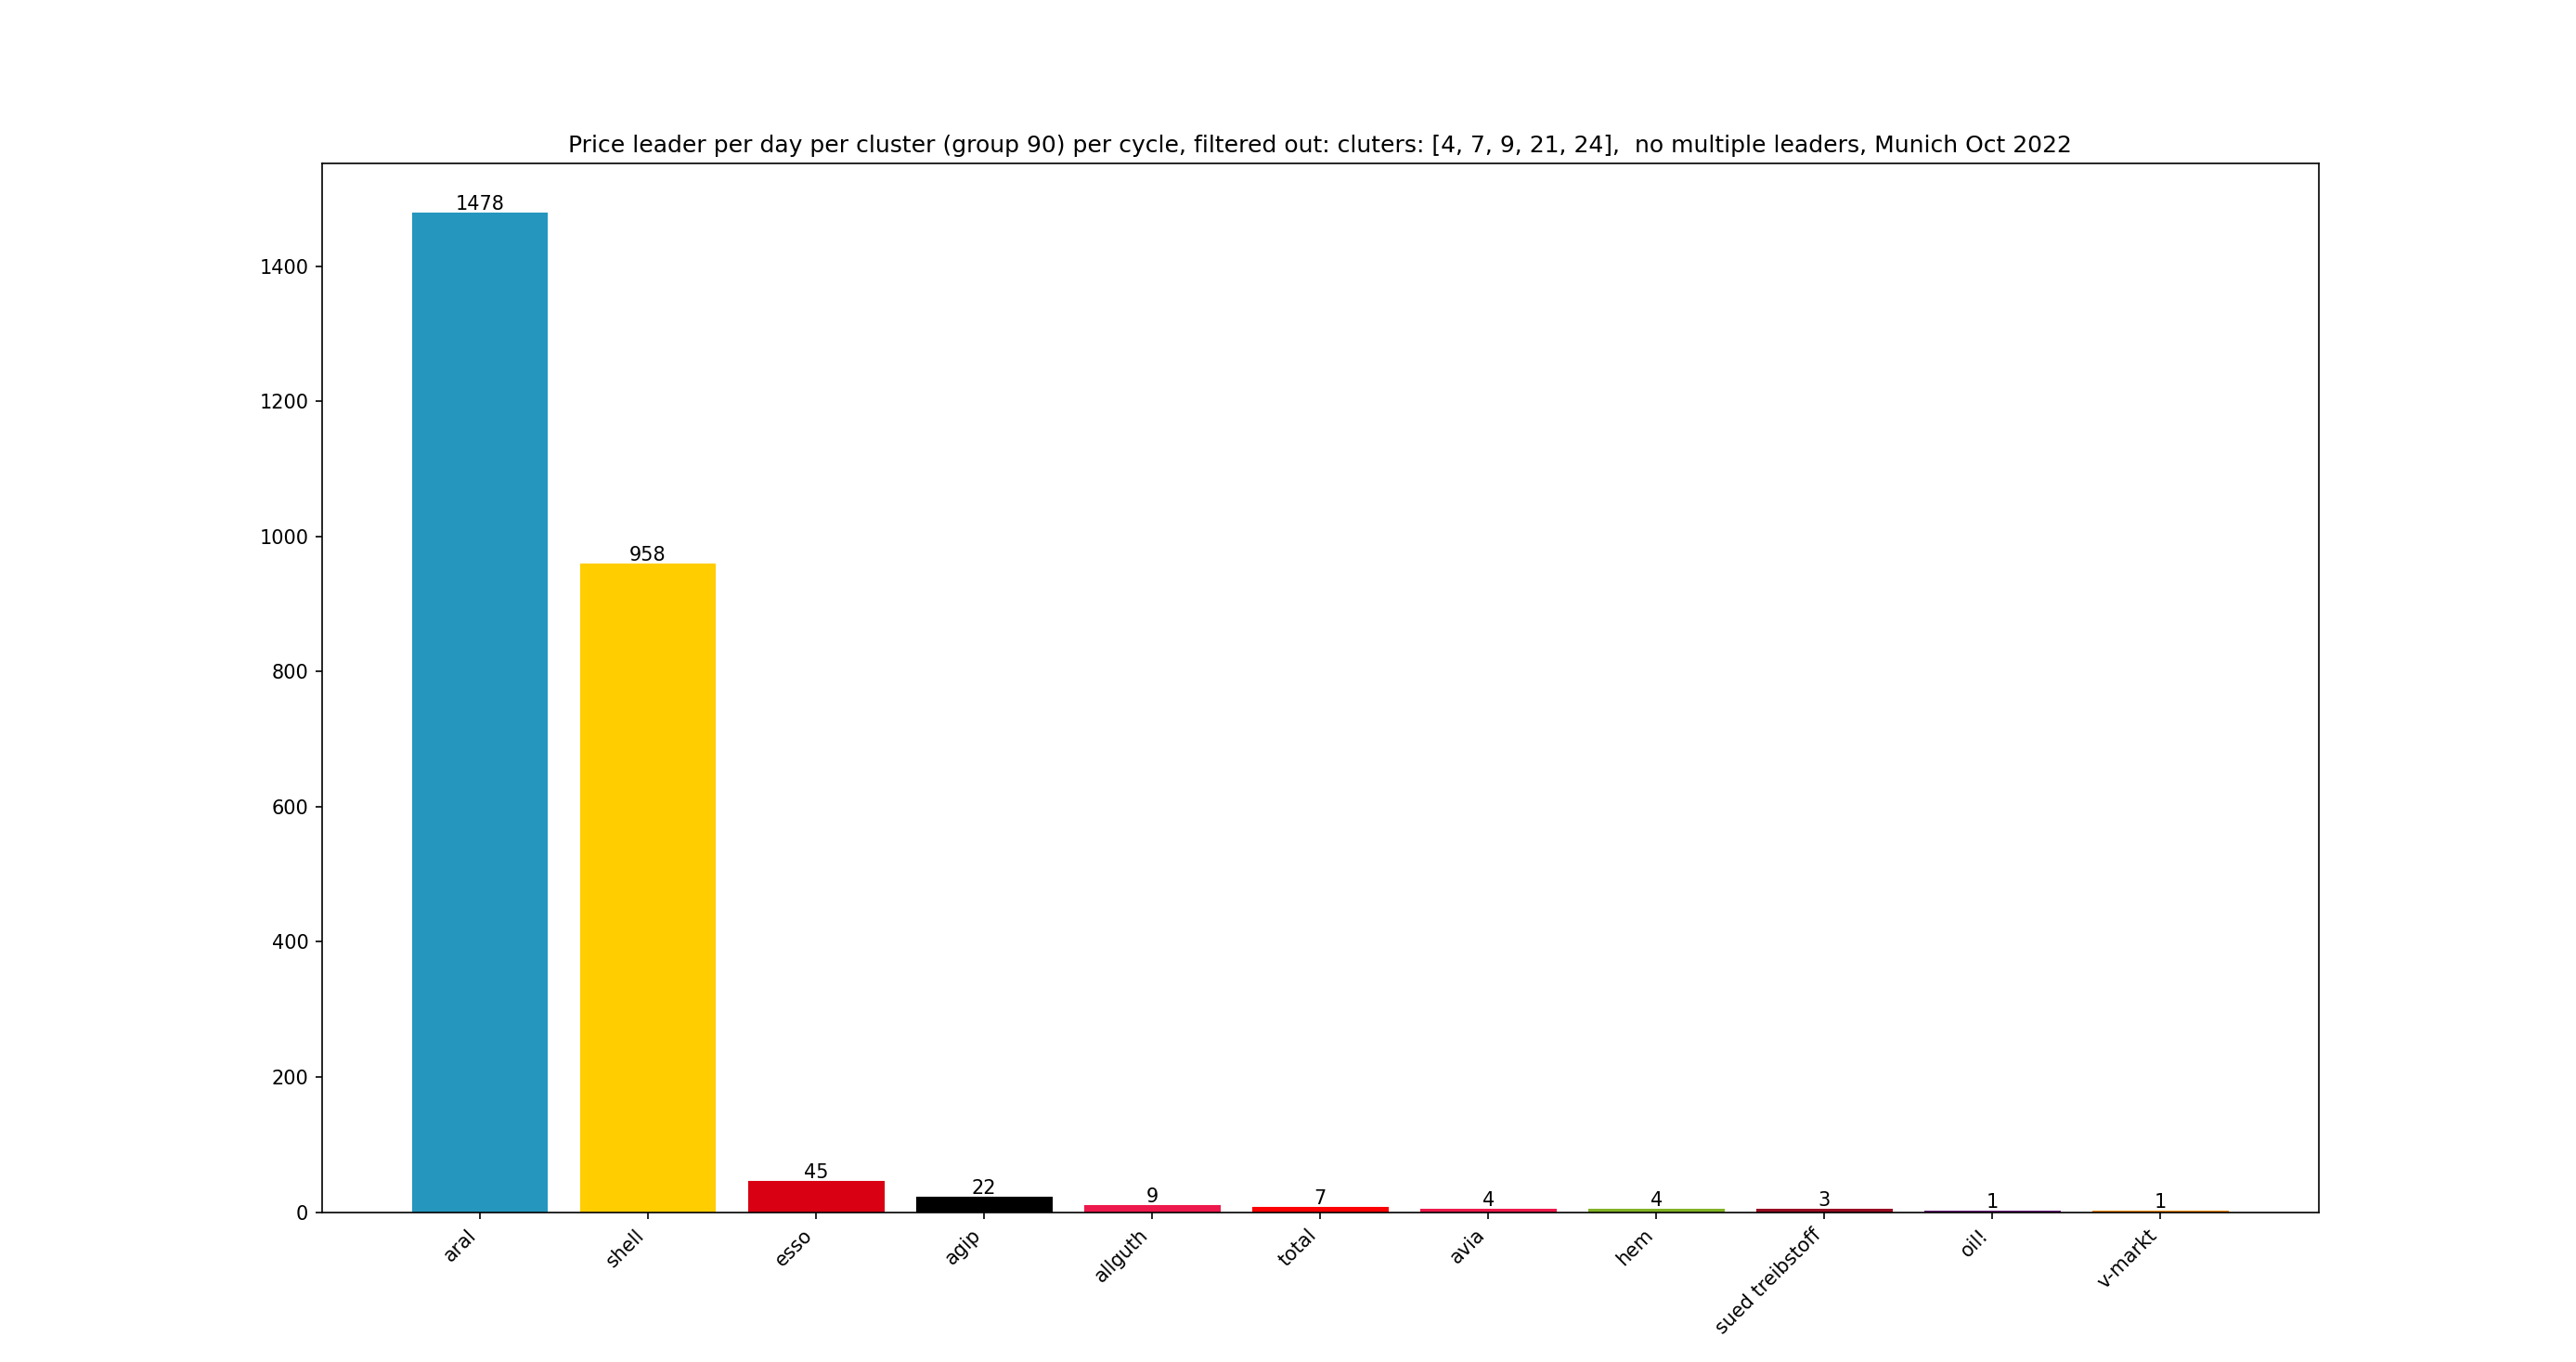 Price leader per day per cluster (group 90) per cycle, filtered out: cluters: [4, 7, 9, 21, 24],  no multiple leaders, Munich Oct 2022
1478
1400
1200
1000
958
800
600
400
200
45
22
9
7
4
4
3
1
1
0
aral
shell
esso
agip
allguth
total
avia
hem
sued treibstoff
oil!
v-markt